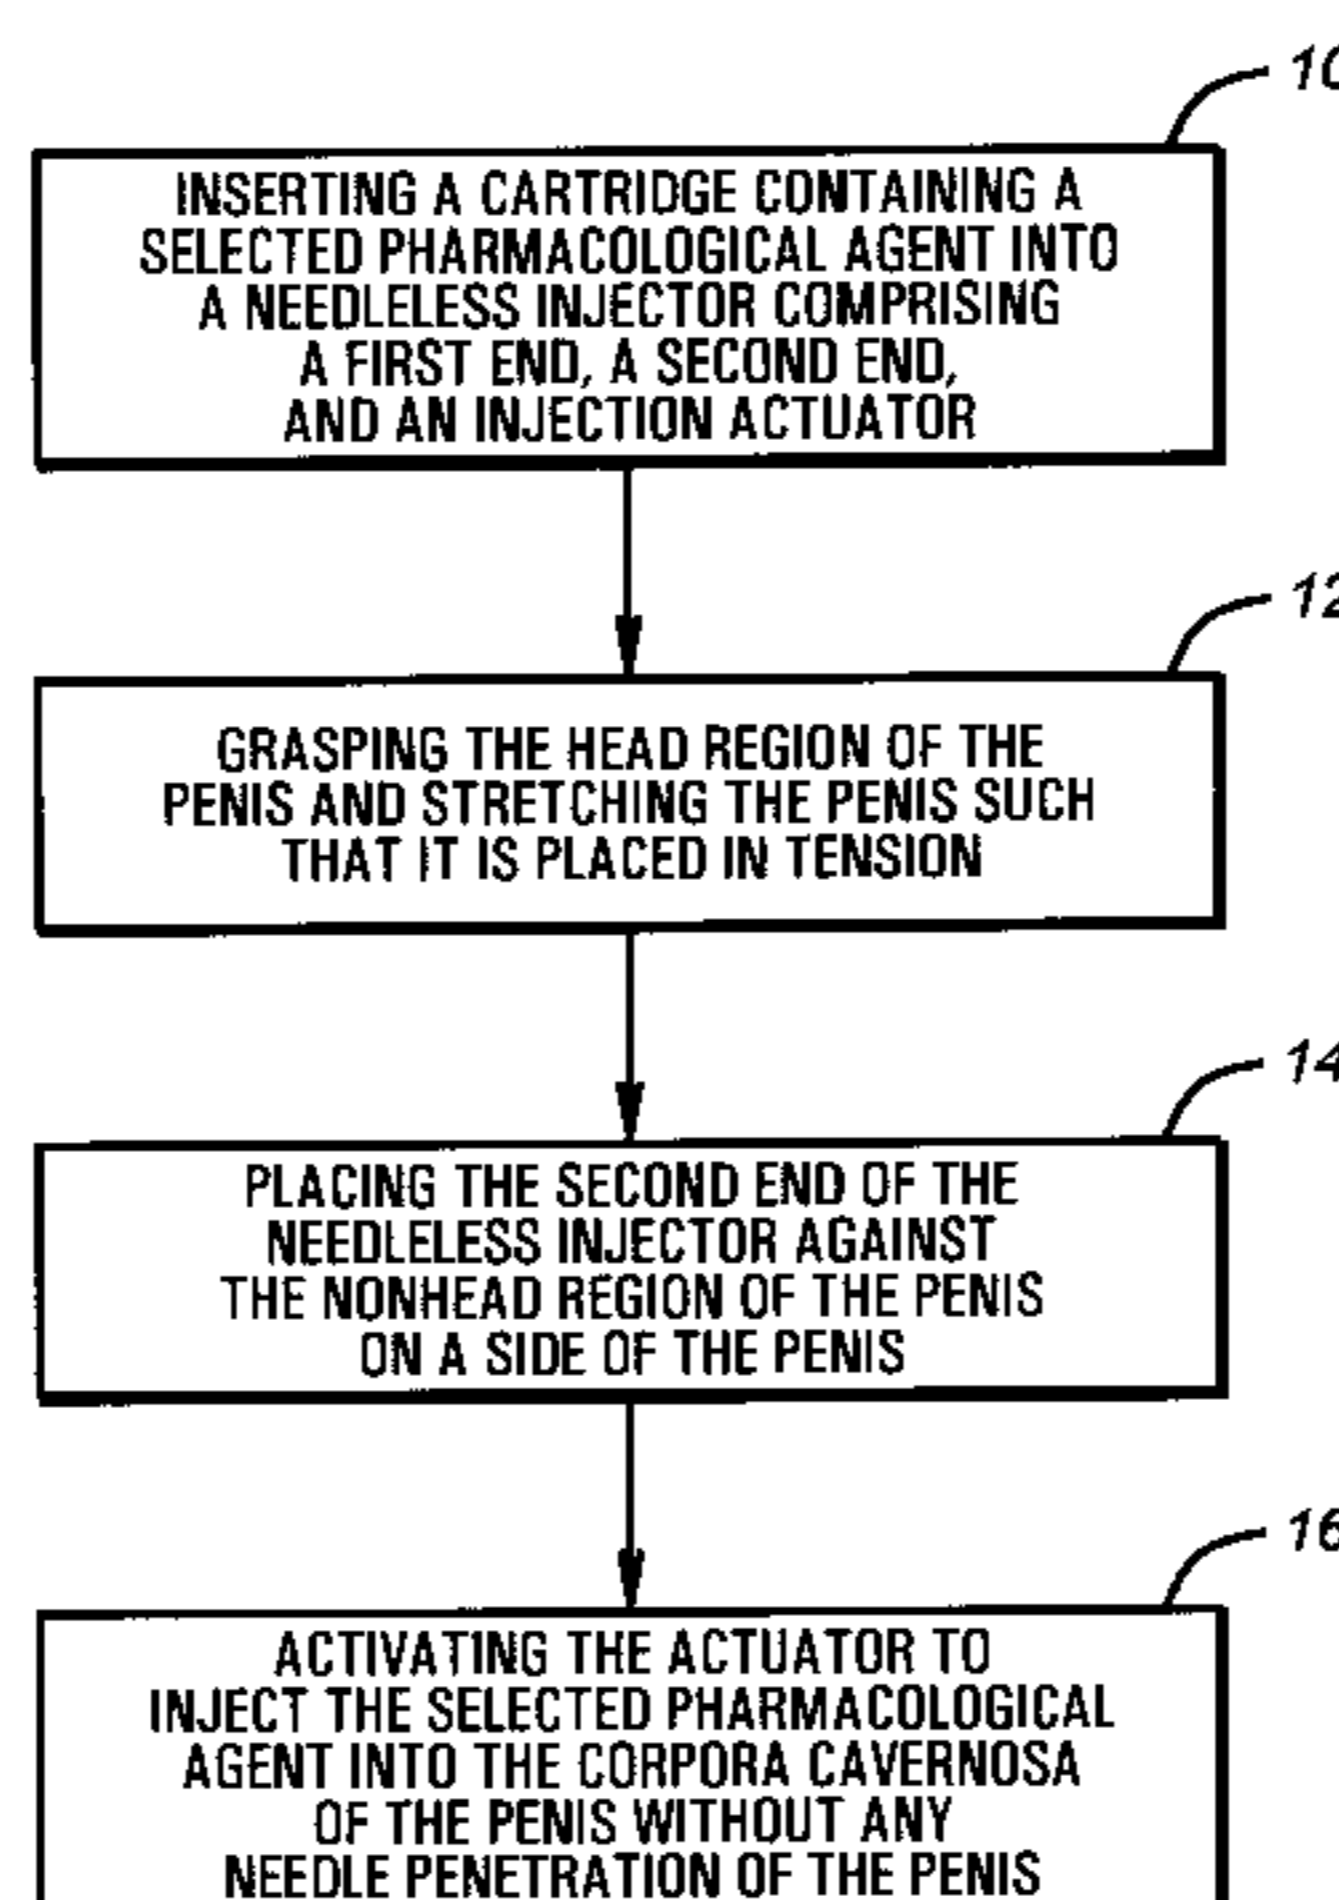 10
INSERTING A CARTRIDGE CONTAINING A
SELECTED PHARMACOLOGICAL AGENT INTO
A NEEDLELESS INJECTOR COMPRISING
A FIRST END, A SECOND END,
AND AN INJECTION ACTUATOR
12
GRASPING THE HEAD REGION OF THE
PENIS AND STRETCHING THE PENIS SUCH
THAT IT IS PLACED IN TENSION
14
PLACING THE SECOND END OF THE
NEEDLELESS INJECTOR AGAINST
THE NONHEAD REGION OF THE PENIS
ON A SIDE OF THE PENIS
16
ACTIVATING THE ACTUATOR TO
INJECT THE SELECTED PHARMACOLOGICAL
AGENT INTO THE CORPORA CAVERNOSA
OF THE PENIS WITHOUT ANY
NEEDLE PENETRATION OF THE PENIS